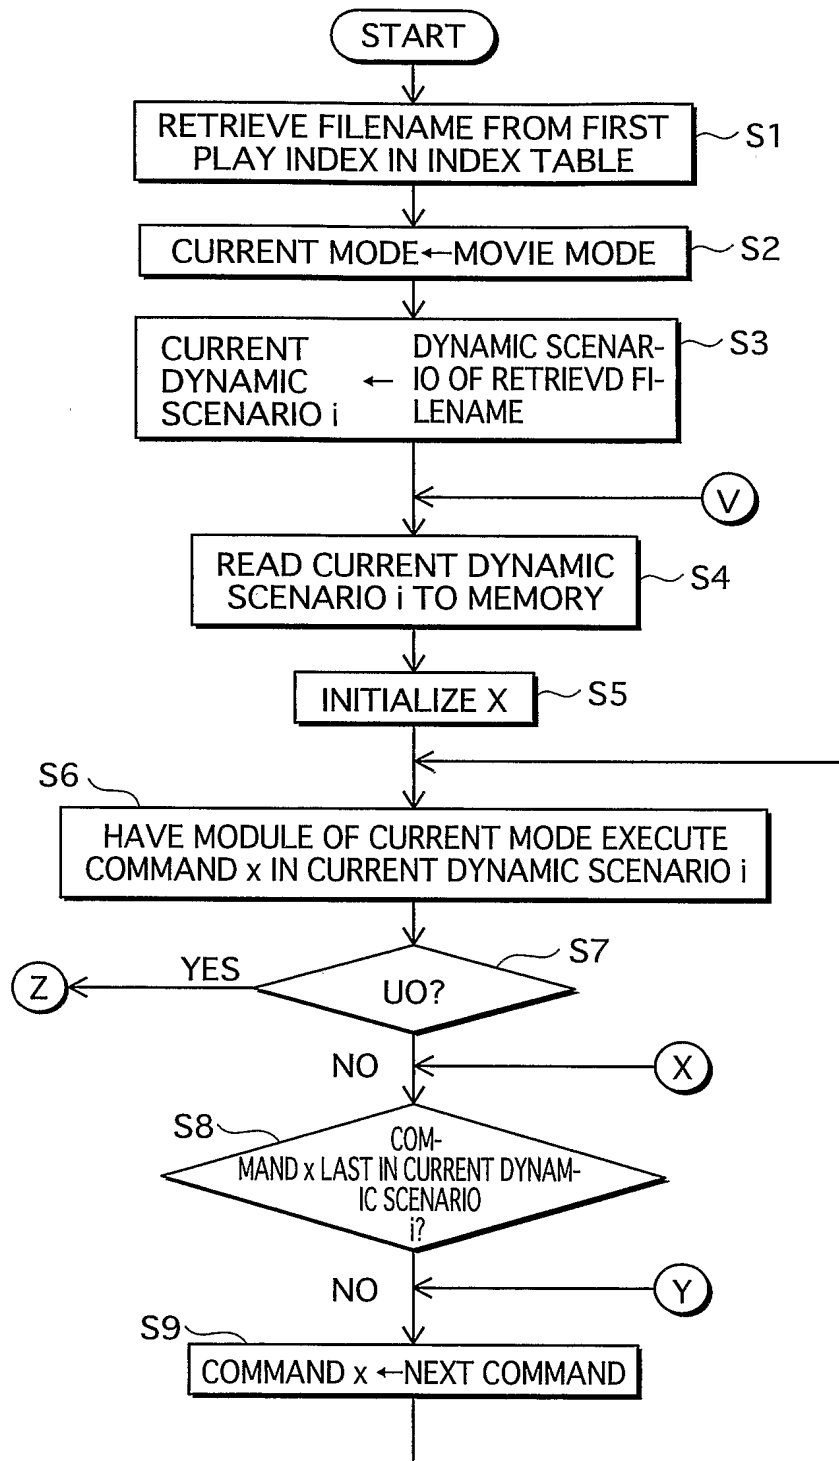 START
RETRIEVE FILENAME FROM FIRST
PLAY INDEX IN INDEX TABLE
S1
CURRENT MODE←MOVIE MODE
S2
CURRENT
DYNAMIC
SCENARIO i
←
DYNAMIC SCENAR-
IO OF RETRIEVD FI-
LENAME
S3
V
READ CURRENT DYNAMIC
SCENARIO i TO MEMORY
S4
INITIALIZE X
S5
S6
HAVE MODULE OF CURRENT MODE EXECUTE
COMMAND x IN CURRENT DYNAMIC SCENARIO i
S7
YES
Z
UO?
NO
X
S8
COM-
MAND x LAST IN CURRENT DYNAM-
IC SCENARIO
i?
NO
Y
S9
COMMAND x ←NEXT COMMAND